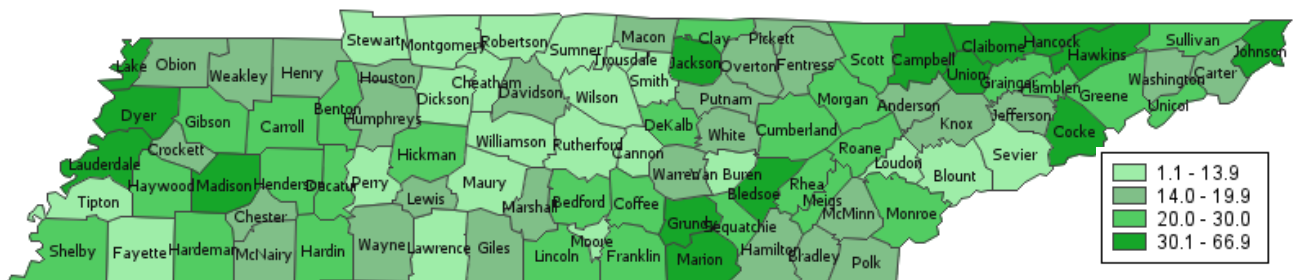 Stewart Montgomery Robertson Sumner Macon Clay Pickett Scott Campbell Claiborne Hancock Hawkins Sullivan Johnson
Lake Obion Weakley Henry Houston Cheatham Davidson Trousdale Smith Jackson Overton Fentress Union Grainger Hamblen Greene Washington Carter Unicoi
Dyer Gibson Carroll Benton Humphreys Dickson Wilson Putnam Morgan Anderson Knox Jefferson Cocke
Crockett Hickman Williamson Rutherford Cannon DeKalb White Cumberland Roane Loudon Blount Sevier
Lauderdale Haywood Madison Henderson Decatur Perry Lewis Maury Marshall Bedford Coffee Warren Van Buren Bledsoe Rhea Meigs McMinn Monroe
Tipton Chester Moore Grundy Sequatchie
Shelby Fayette Hardeman McNairy Hardin Wayne Lawrence Giles Lincoln Franklin Marion Hamilton Bradley Polk
1.1 - 13.9
14.0 - 19.9
20.0 - 30.0
30.1 - 66.9